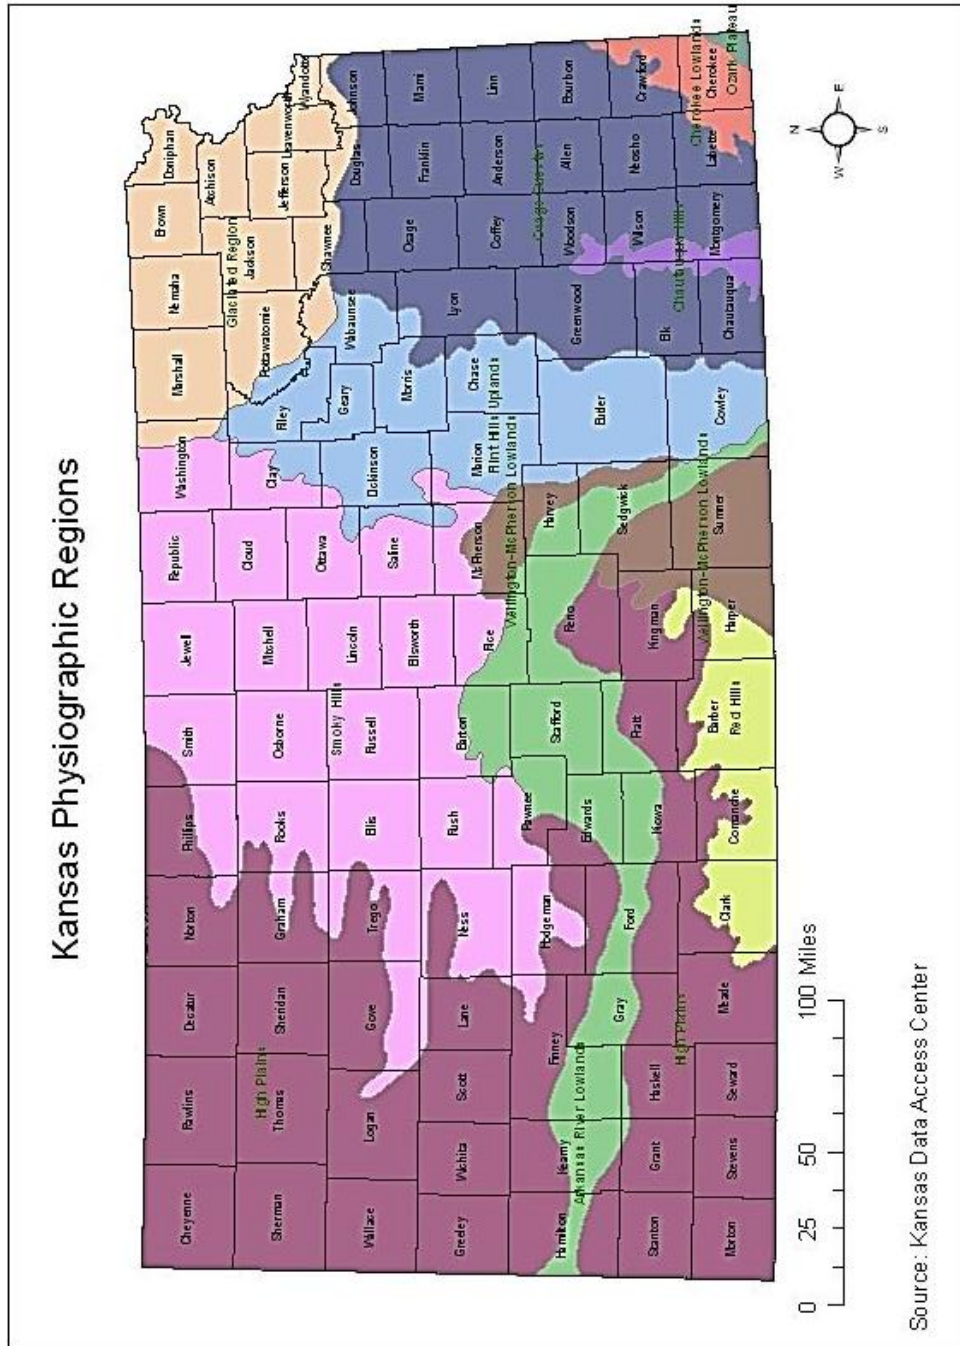 Kansas Physiographic Regions
Cheyenne
Rawlins
Decatur
Norton
Phillips
Smith
Jewell
Republic
Washington
Marshall
Nemaha
Brown
Doniphan
Sherman
High Plains
Thomas
Sheridan
Graham
Rooks
Osborne
Mitchell
Cloud
Clay
Riley
Pottawatomie
Glaciated Region
Jackson
Atchison
Jefferson
Leavenworth
Wyandotte
Wallace
Logan
Gove
Trego
Ellis
Smoky Hills
Russell
Lincoln
Ottawa
Dickinson
Geary
Wabaunsee
Shawnee
Douglas
Johnson
Greeley
Wichita
Scott
Lane
Ness
Rush
Barton
Ellsworth
Saline
Morris
Osage
Franklin
Miami
Hamilton
Kearny
Finney
Hodgeman
Pawnee
Rice
McPherson
Marion
Flint Hills Uplands
Chase
Lyon
Coffey
Anderson
Linn
Arkansas River Lowlands
Gray
Ford
Edwards
Stafford
Reno
Wellington-McPherson Lowlands
Harvey
Butler
Greenwood
Woodson
Allen
Bourbon
Stanton
Grant
Haskell
High Plains
Kiowa
Pratt
Kingman
Sedgwick
Elk
Wilson
Neosho
Crawford
Morton
Stevens
Seward
Meade
Clark
Comanche
Barber
Red Hills
Harper
Wellington-McPherson Lowlands
Sumner
Cowley
Chautauqua
Chautauqua Hills
Montgomery
Labette
Cherokee Lowlands
Cherokee
Ozark Plateau
N
W
E
S
0 25 50 100 Miles
Source: Kansas Data Access Center